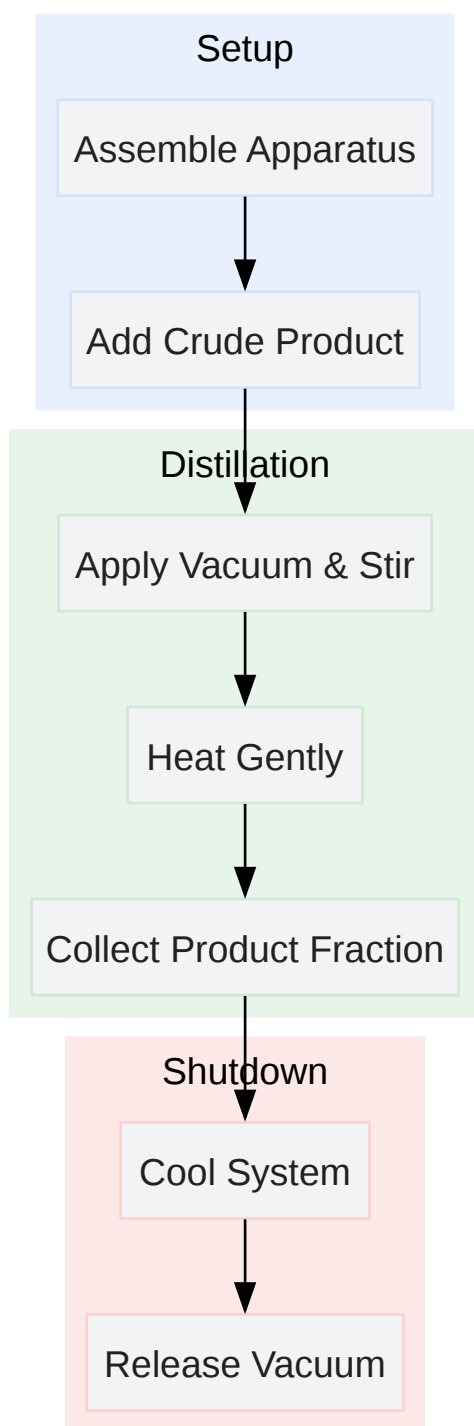 Setup
Assemble Apparatus
Add Crude Product
Distillation
Apply Vacuum & Stir
Heat Gently
Collect Product Fraction
Shutdown
Cool System
Release Vacuum